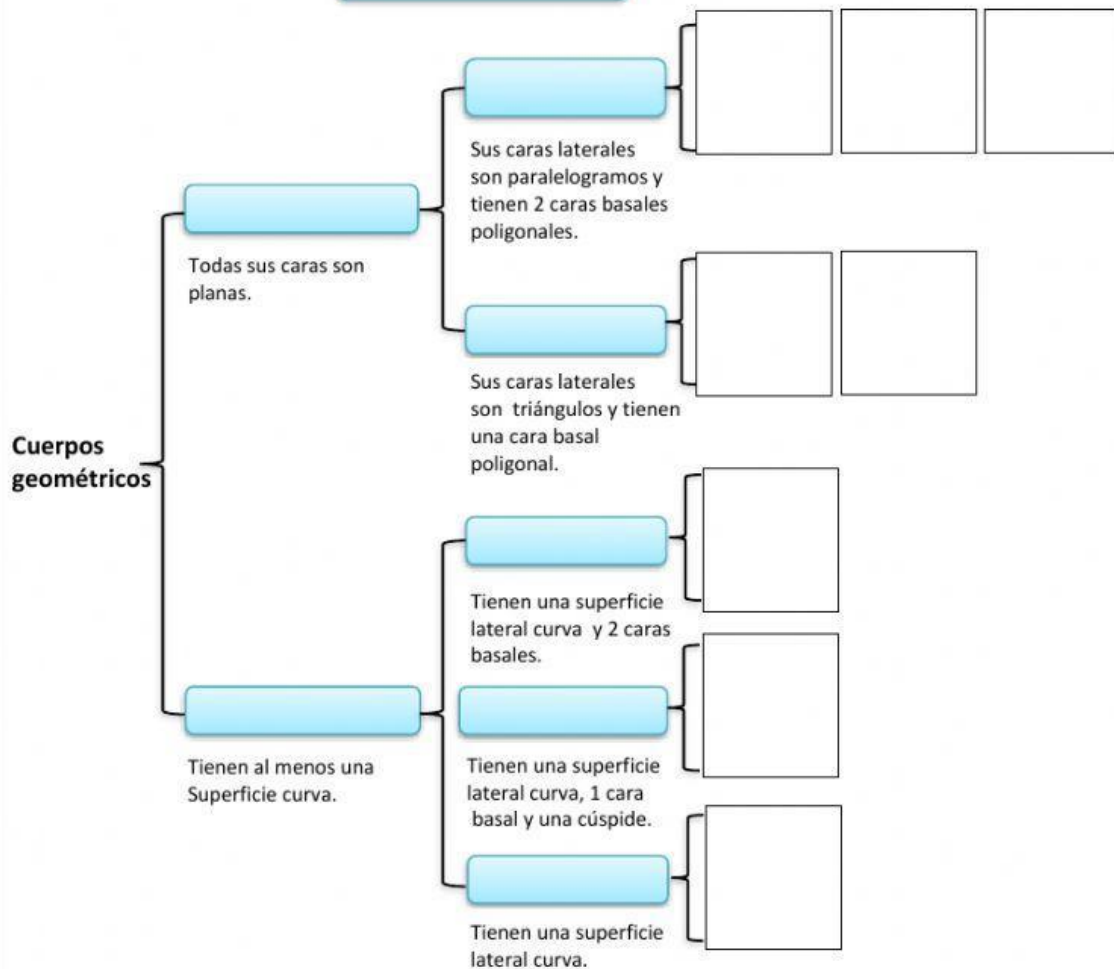 Sus caras laterales
son paralelogramos y
tienen 2 caras basales
poligonales.
Todas sus caras son
planas.
Sus caras laterales
son triángulos y tienen
una cara basal
poligonal.
Cuerpos
geométricos
Tienen una superficie
lateral curva y 2 caras
basales.
Tienen al menos una
Superficie curva.
Tienen una superficie
lateral curva, 1 cara
basal y una cúspide.
Tienen una superficie
lateral curva.